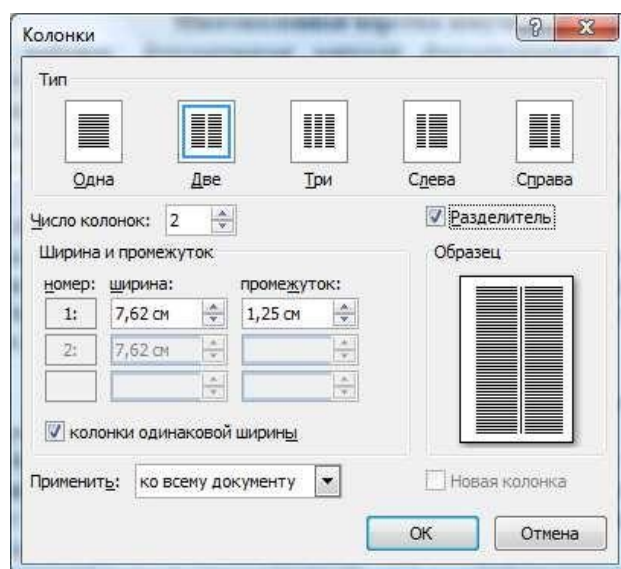 Колонки
Тип
Одна Две Три Слева Справа
Число колонок: 2 Разделитель
Ширина и промежуток Образец
номер: ширина: промежуток:
1: 7,62 см 1,25 см
2: 7,62 см
колонки одинаковой ширины
Применить: ко всему документу Новая колонка
ОК Отмена